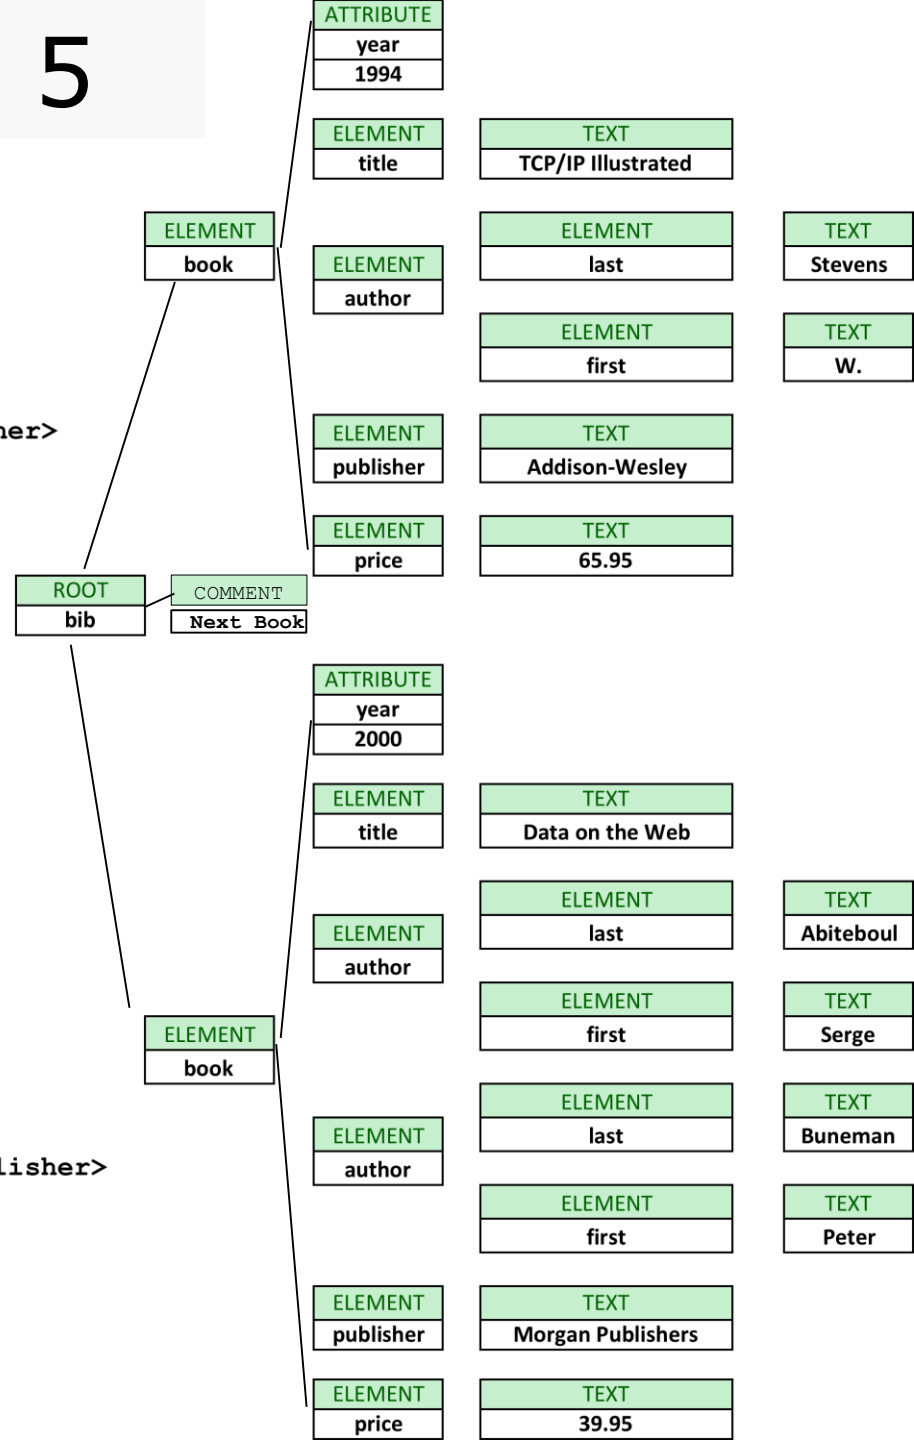 5
ATTRIBUTE
year
1994
ELEMENT
title
TEXT
TCP/IP Illustrated
ELEMENT
book
ELEMENT
author
ELEMENT
last
TEXT
Stevens
ELEMENT
first
TEXT
W.
ner>
ELEMENT
publisher
TEXT
Addison-Wesley
ELEMENT
price
TEXT
65.95
ROOT
bib
COMMENT
Next Book
ATTRIBUTE
year
2000
ELEMENT
title
TEXT
Data on the Web
ELEMENT
author
ELEMENT
last
TEXT
Abiteboul
ELEMENT
first
TEXT
Serge
ELEMENT
book
ELEMENT
author
ELEMENT
last
TEXT
Buneman
ELEMENT
first
TEXT
Peter
lisher>
ELEMENT
publisher
TEXT
Morgan Publishers
ELEMENT
price
TEXT
39.95